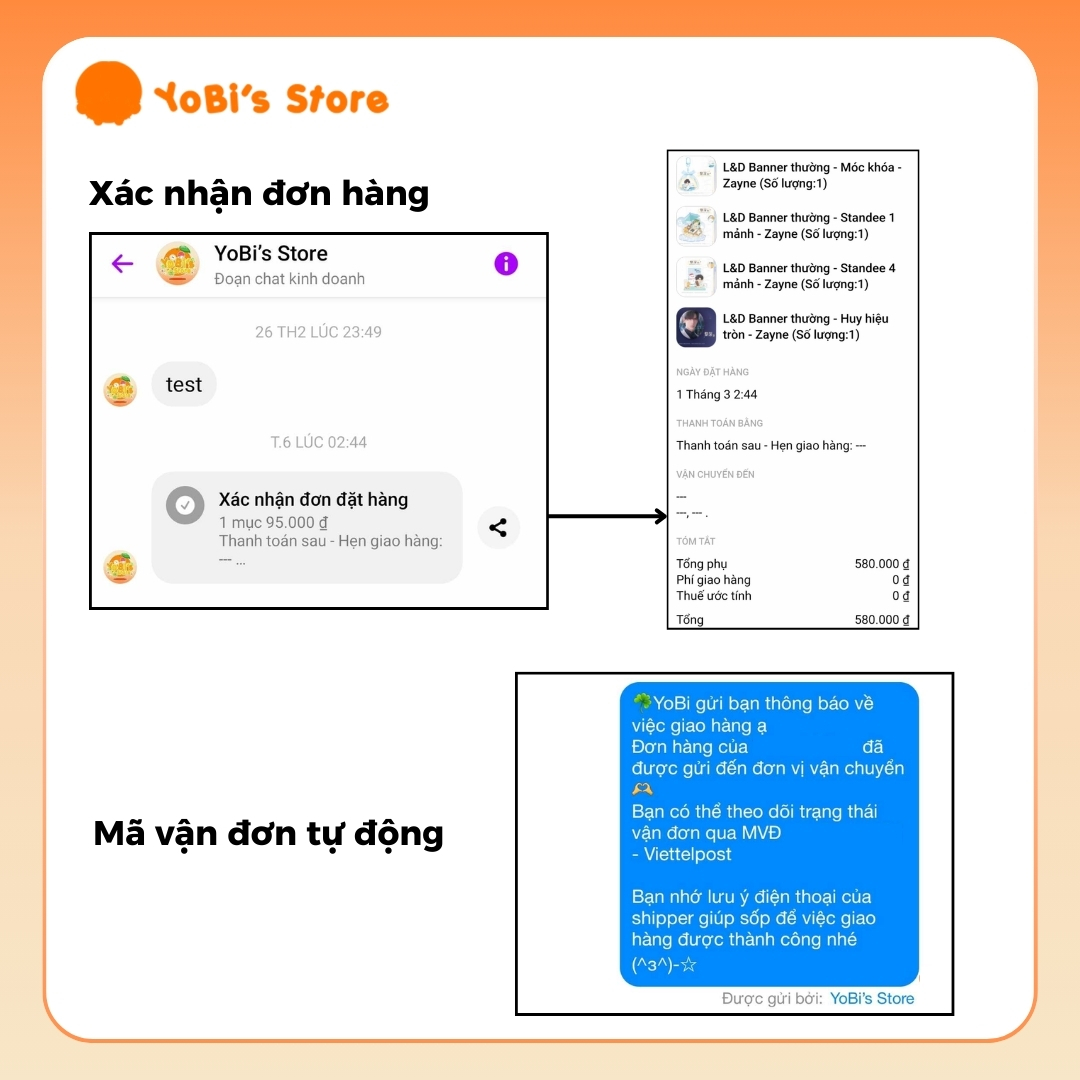 YoBi's Store
Xác nhận đơn hàng
YoBi's Store
Đoạn chat kinh doanh
26 TH2 LÚC 23:49
test
T.6 LÚC 02:44
Xác nhận đơn đặt hàng
1 mục 95.000 ₫
Thanh toán sau - Hẹn giao hàng:
--- ...
L&D Banner thường - Móc khóa -
Zayne (Số lượng:1)
L&D Banner thường - Standee 1
mảnh - Zayne (Số lượng:1)
L&D Banner thường - Standee 4
mảnh - Zayne (Số lượng:1)
L&D Banner thường - Huy hiệu
tròn - Zayne (Số lượng:1)
NGÀY ĐẶT HÀNG
1 Tháng 3 2:44
THANH TOÁN BẰNG
Thanh toán sau - Hẹn giao hàng: ---
VẬN CHUYỂN ĐẾN
---
---, --- .
TÓM TẮT
Tổng phụ 580.000 ₫
Phí giao hàng 0 ₫
Thuế ước tính 0 ₫
Tổng 580.000 ₫
Mã vận đơn tự động
🍀YoBi gửi bạn thông báo về
việc giao hàng ạ
Đơn hàng của đã
được gửi đến đơn vị vận chuyển
🫶
Bạn có thể theo dõi trạng thái
vận đơn qua MVĐ
- Viettelpost
Bạn nhớ lưu ý điện thoại của
shipper giúp sốp để việc giao
hàng được thành công nhé
(^з^)-☆
Được gửi bởi: YoBi's Store